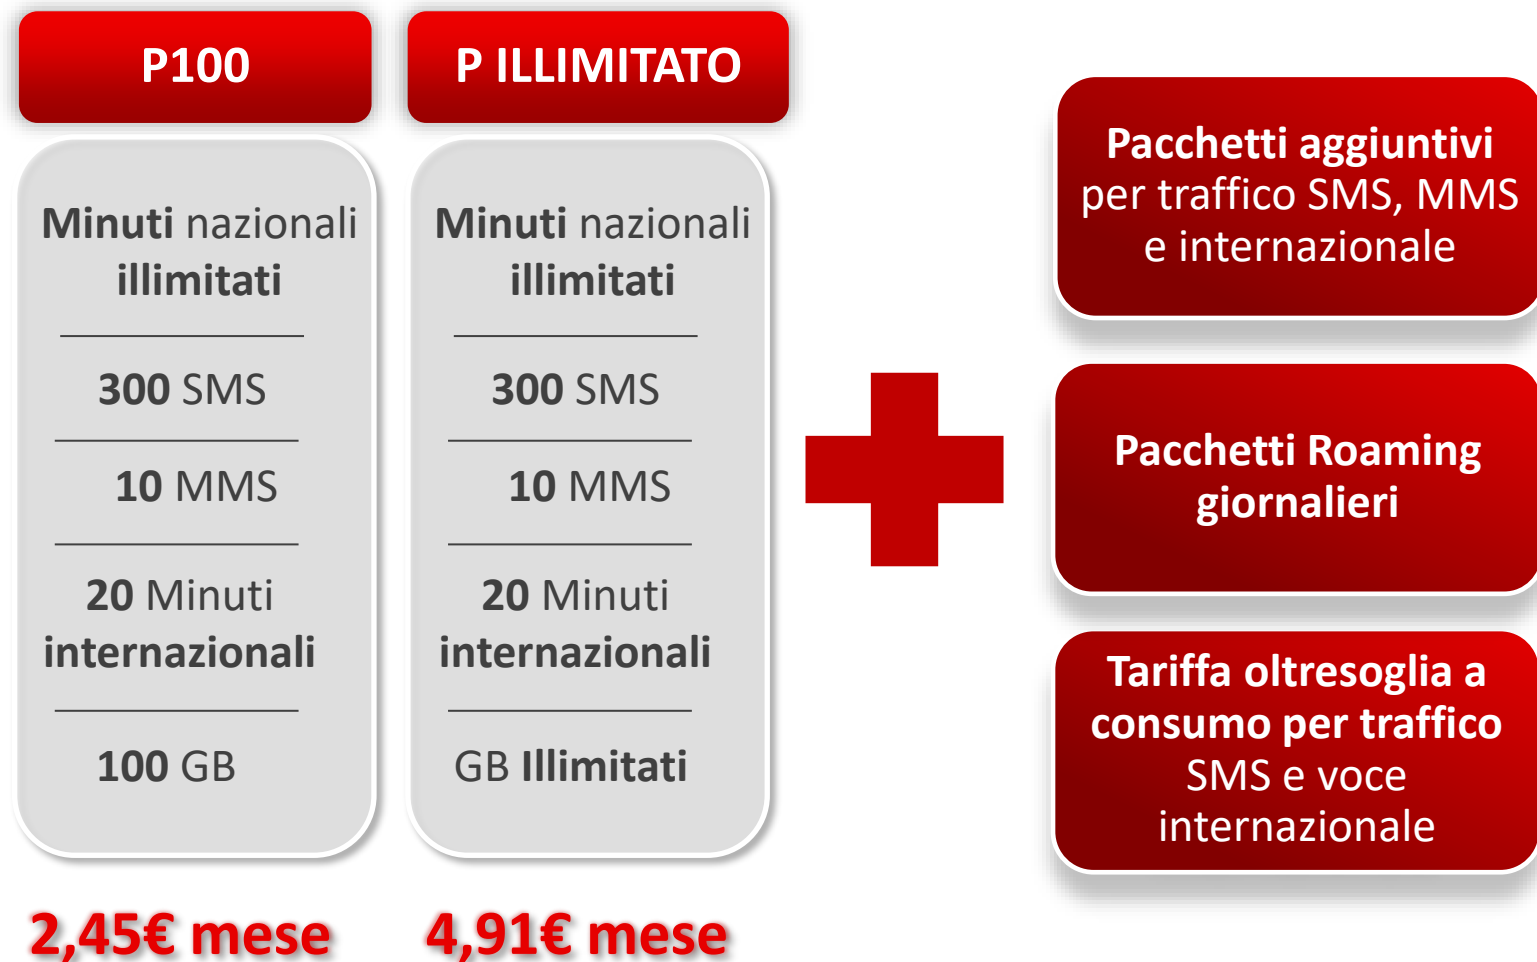 P100
Minuti nazionali
illimitati
300 SMS
10 MMS
20 Minuti
internazionali
100 GB
2,45€ mese
P ILLIMITATO
Minuti nazionali
illimitati
300 SMS
10 MMS
20 Minuti
internazionali
GB Illimitati
4,91€ mese
Pacchetti aggiuntivi
per traffico SMS, MMS
e internazionale
Pacchetti Roaming
giornalieri
Tariffa oltresoglia a
consumo per traffico
SMS e voce
internazionale